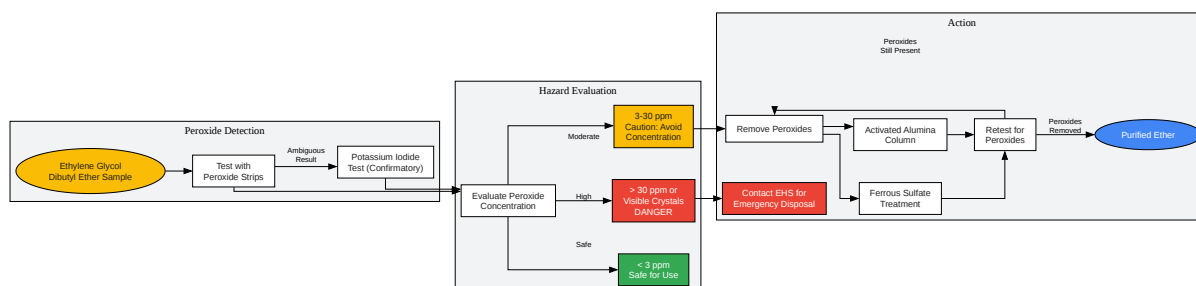 Peroxide Detection
Ethylene Glycol
Dibutyl Ether Sample
Test with
Peroxide Strips
Ambiguous
Result
Potassium Iodide
Test (Confirmatory)
Hazard Evaluation
Evaluate Peroxide
Concentration
Moderate
3-30 ppm
Caution: Avoid
Concentration
High
> 30 ppm or
Visible Crystals
DANGER
Safe
< 3 ppm
Safe for Use
Action
Peroxides
Still Present
Remove Peroxides
Activated Alumina
Column
Retest for
Peroxides
Peroxides
Removed
Purified Ether
Contact EHS for
Emergency Disposal
Ferrous Sulfate
Treatment